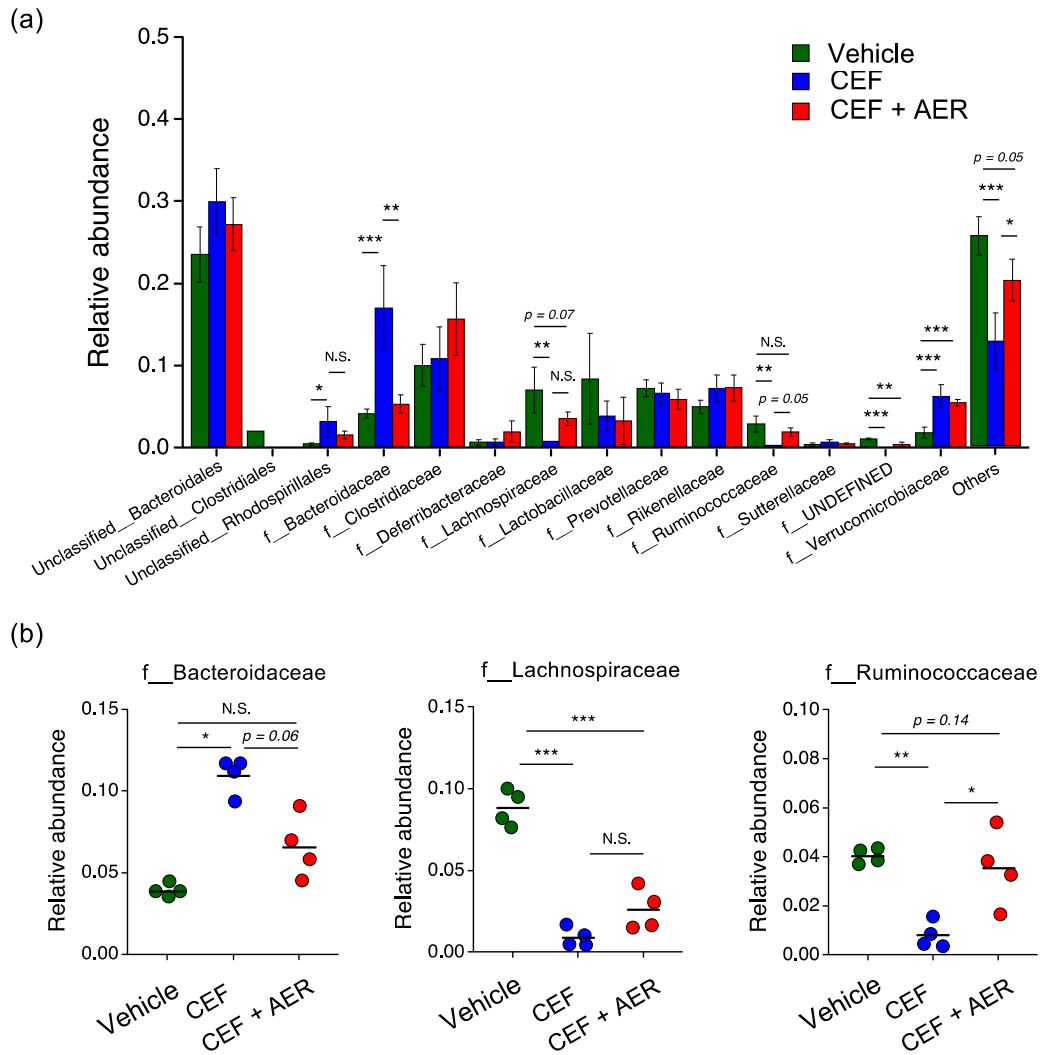 (a)
0.5
0.4
0.3
0.2
0.1
0.0
Relative abundance
Vehicle
CEF
CEF + AER
*
N.S.
***
**
p = 0.07
**
N.S.
N.S.
**
p = 0.05
**
***
***
***
p = 0.05
***
*
Unclassified__Bacteroidales
Unclassified__Clostridiales
Unclassified__Rhodospirillales
f__Bacteroidaceae
f__Clostridiaceae
f__Deferribacteraceae
f__Lachnospiraceae
f__Lactobacillaceae
f__Prevotellaceae
f__Rikenellaceae
f__Ruminococcaceae
f__Sutterellaceae
f__UNDEFINED
f__Verrucomicrobiaceae
Others
(b)
f__Bacteroidaceae
Relative abundance
0.15
0.10
0.05
0.00
N.S.
*
p = 0.06
Vehicle
CEF
CEF + AER
f__Lachnospiraceae
Relative abundance
0.15
0.10
0.05
0.00
***
***
N.S.
Vehicle
CEF
CEF + AER
f__Ruminococcaceae
Relative abundance
0.10
0.08
0.06
0.04
0.02
0.00
p = 0.14
**
*
Vehicle
CEF
CEF + AER